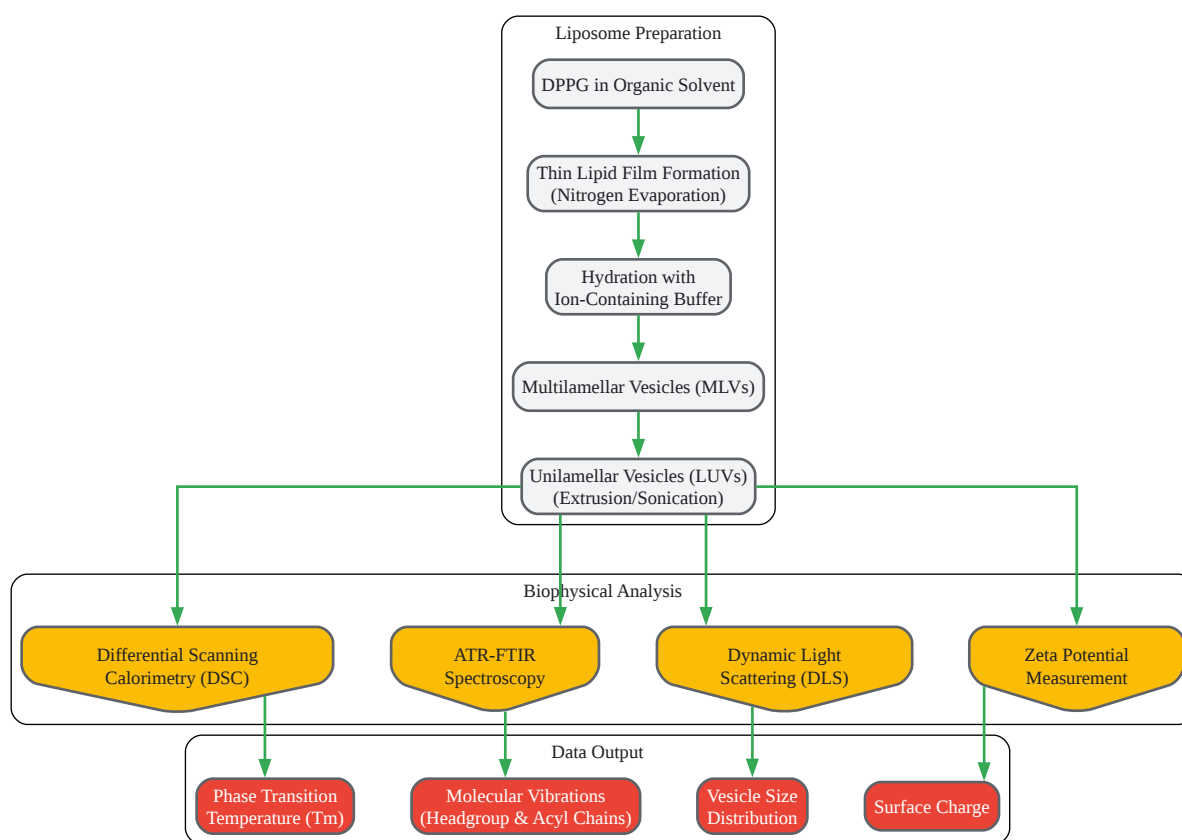 Liposome Preparation
DPPG in Organic Solvent
Thin Lipid Film Formation
(Nitrogen Evaporation)
Hydration with
Ion-Containing Buffer
Multilamellar Vesicles (MLVs)
Unilamellar Vesicles (LUVs)
(Extrusion/Sonication)
Biophysical Analysis
Differential Scanning
Calorimetry (DSC)
ATR-FTIR
Spectroscopy
Dynamic Light
Scattering (DLS)
Zeta Potential
Measurement
Data Output
Phase Transition
Temperature (Tm)
Molecular Vibrations
(Headgroup & Acyl Chains)
Vesicle Size
Distribution
Surface Charge